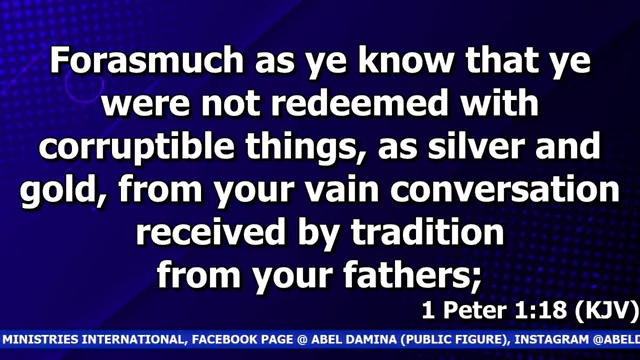 Forasmuch as ye know that ye
were not redeemed with
corruptible things, as silver and
gold, from your vain conversation
received by tradition
from your fathers;
1 Peter 1:18 (KJV)
MINISTRIES INTERNATIONAL, FACEBOOK PAGE @ ABEL DAMINA (PUBLIC FIGURE), INSTAGRAM @ABELD